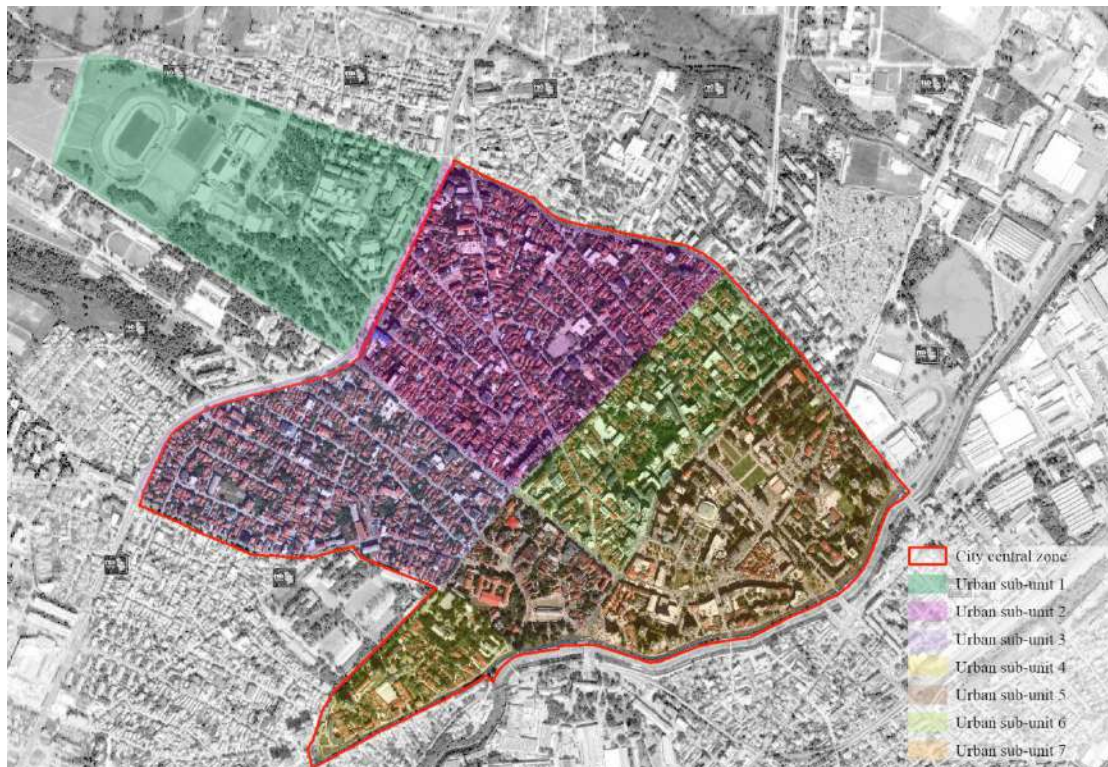 City central zone
Urban sub-unit 1
Urban sub-unit 2
Urban sub-unit 3
Urban sub-unit 4
Urban sub-unit 5
Urban sub-unit 6
Urban sub-unit 7